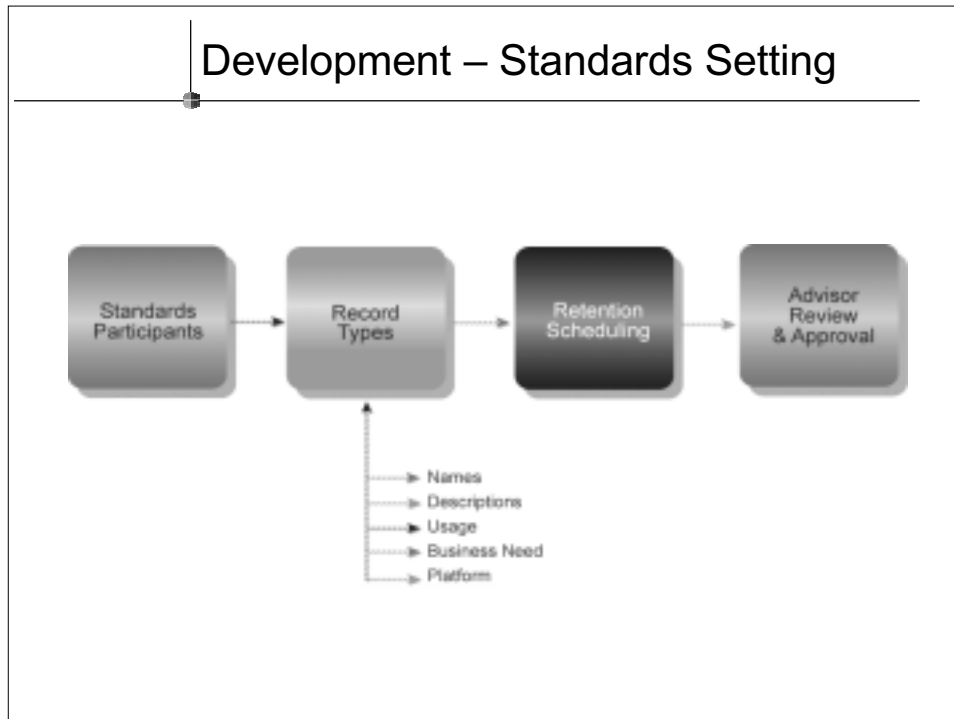 Development – Standards Setting
Standards
Participants
Record
Types
Retention
Scheduling
Advisor
Review
& Approval
Names
Descriptions
Usage
Business Need
Platform